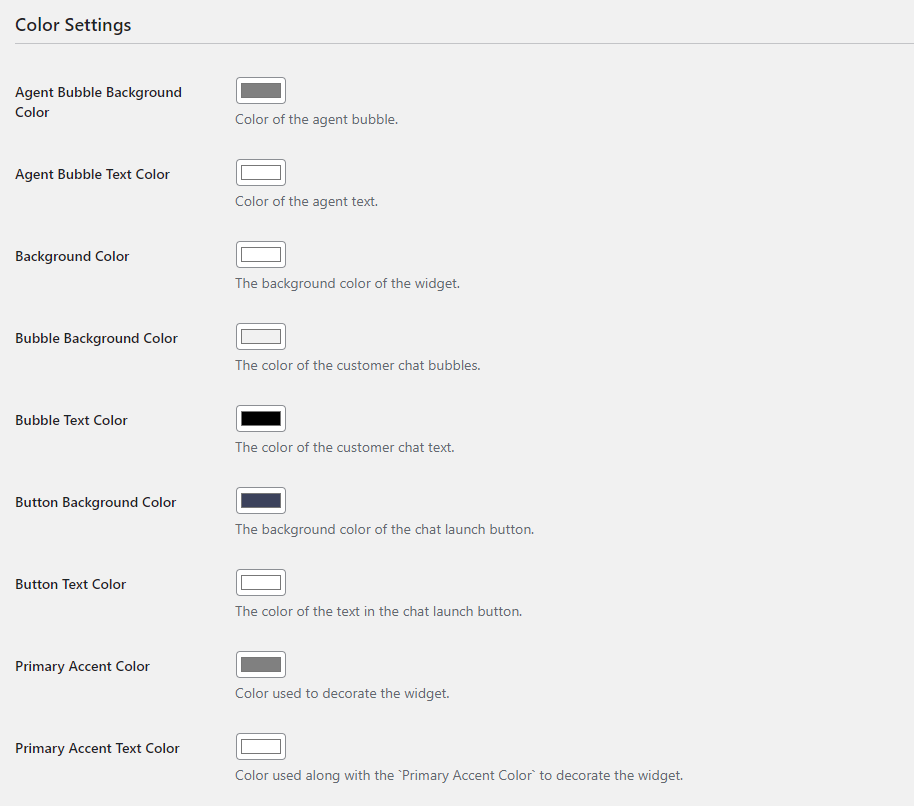 Color Settings
Agent Bubble Background
Color
Color of the agent bubble.
Agent Bubble Text Color
Color of the agent text.
Background Color
The background color of the widget.
Bubble Background Color
The color of the customer chat bubbles.
Bubble Text Color
The color of the customer chat text.
Button Background Color
The background color of the chat launch button.
Button Text Color
The color of the text in the chat launch button.
Primary Accent Color
Color used to decorate the widget.
Primary Accent Text Color
Color used along with the `Primary Accent Color` to decorate the widget.